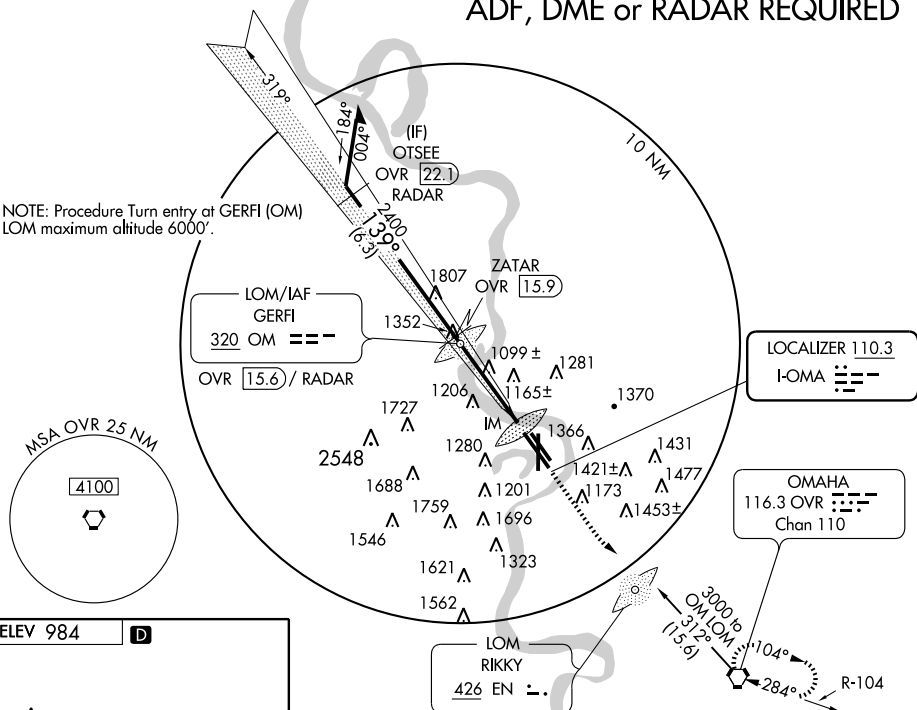 ADF, DME or RADAR REQUIRED
319°
184°
004°
(IF)
OTSEE
OVR 22.1
RADAR
10 NM
NOTE: Procedure Turn entry at GERFI (OM)
LOM maximum altitude 6000'.
2400
139°
(6.3)
1807
ZATAR
OVR 15.9
LOM/IAF
GERFI
320 OM
OVR 15.6 / RADAR
1352
1099 ±
1281
1165±
1206
1370
LOCALIZER 110.3
I-OMA
1727
IM
1366
2548
1280
1431
1421±
1688
1477
1201
1173
1759
1696
1453±
1546
1323
1621
1562
MSA OVR 25 NM
4100
OMAHA
116.3 OVR
Chan 110
3000 to
OM LOM
312°
(15.6)
104°
284°
R-104
LOM
RIKKY
426 EN
ELEV 984
D